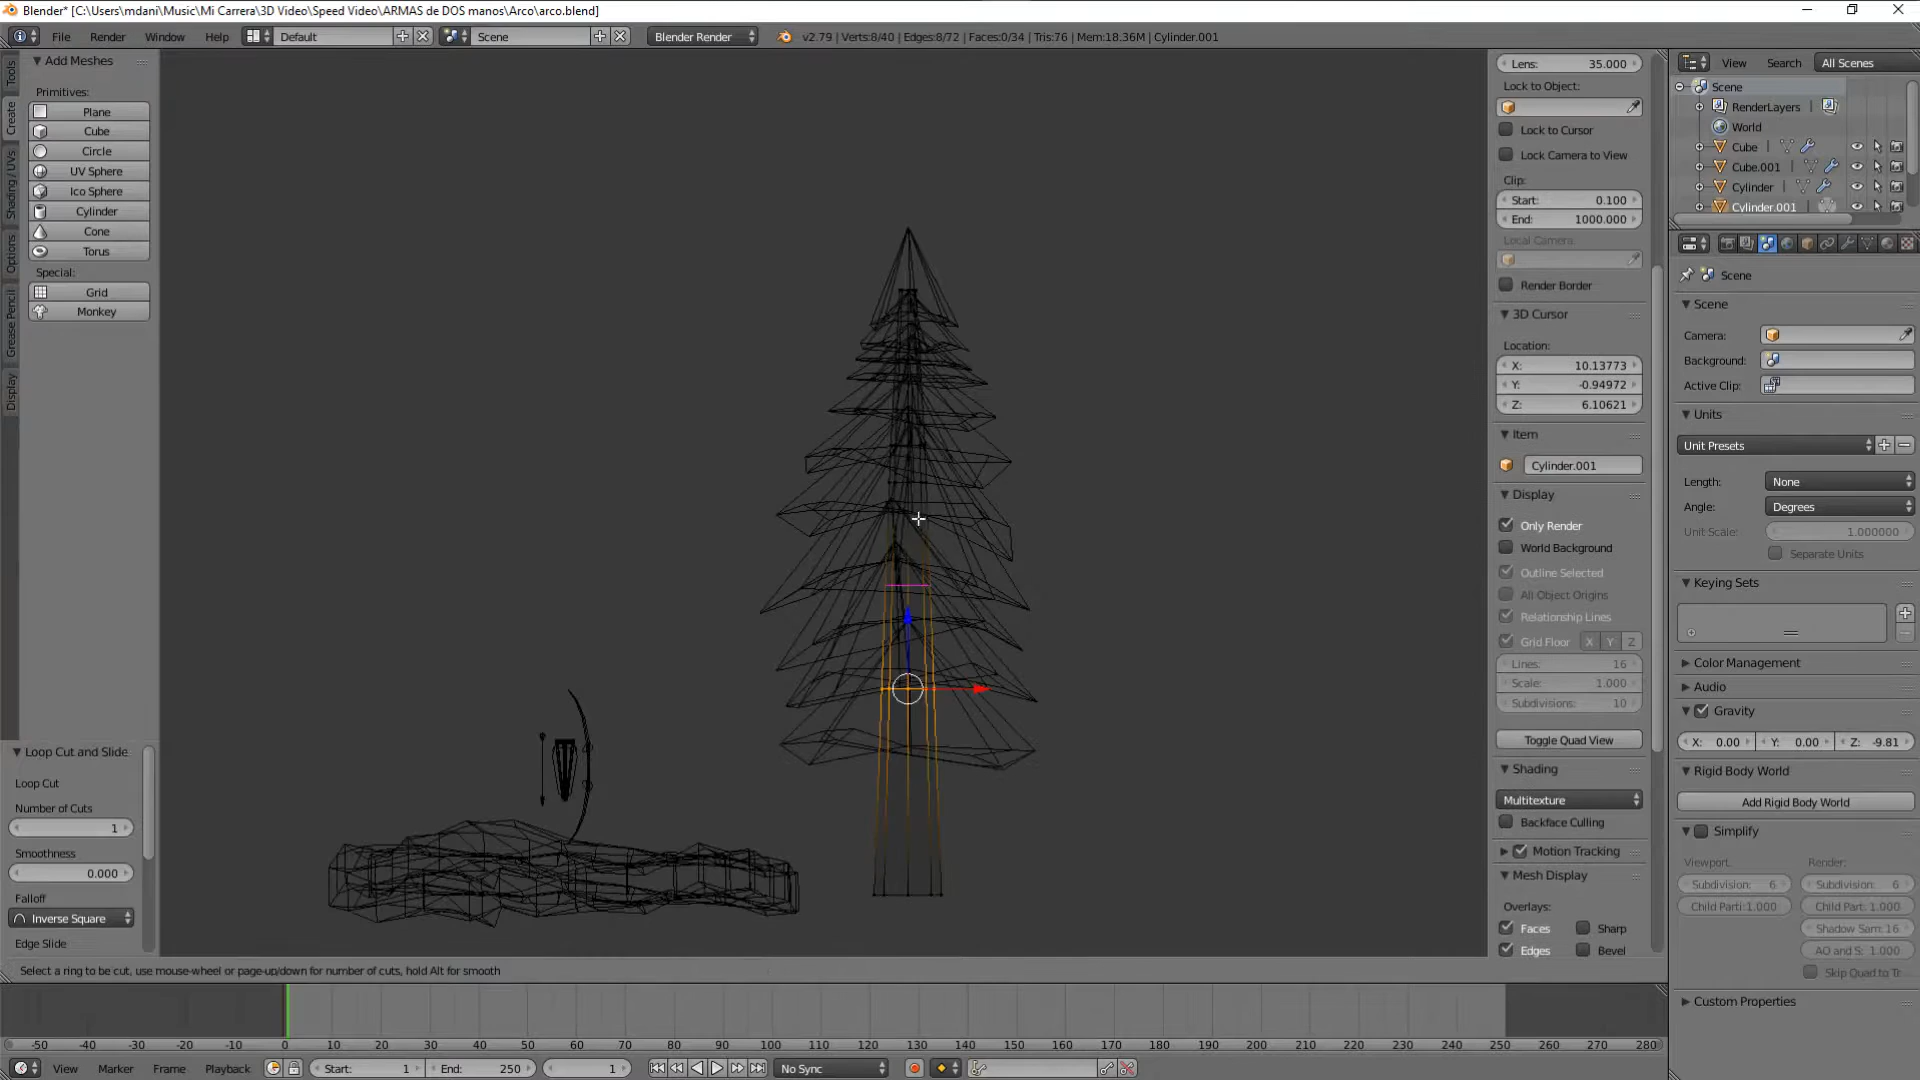 Blender* [C:\Users\mdani\Music\Mi Carrera\3D Video\Speed Video\ARMAS de DOS manos\Arco\arco.blend]
File Render Window Help Default Scene Blender Render v2.79 | Verts:8/40 | Edges:8/72 | Faces:0/34 | Tris:76 | Mem:18.36M | Cylinder.001
Tools
Create
Shading / UVs
Options
Grease Pencil
Display
Add Meshes
Primitives:
Plane
Cube
Circle
UV Sphere
Ico Sphere
Cylinder
Cone
Torus
Special:
Grid
Monkey
Loop Cut and Slide
Loop Cut
Number of Cuts
1
Smoothness
0.000
Falloff
Inverse Square
Edge Slide
Select a ring to be cut, use mouse-wheel or page-up/down for number of cuts, hold Alt for smooth
Lens: 35.000
Lock to Object:
Lock to Cursor
Lock Camera to View
Clip:
Start: 0.100
End: 1000.000
Local Camera:
Render Border
3D Cursor
Location:
X: 10.13773
Y: -0.94972
Z: 6.10621
Item
Cylinder.001
Display
Only Render
World Background
Outline Selected
All Object Origins
Relationship Lines
Grid Floor X Y Z
Lines: 16
Scale: 1.000
Subdivisions: 10
Toggle Quad View
Shading
Multitexture
Backface Culling
Motion Tracking
Mesh Display
Overlays:
Faces Sharp
Edges Bevel
View Search All Scenes
Scene
RenderLayers
World
Cube
Cube.001
Cylinder
Cylinder.001
Scene
Scene
Camera:
Background:
Active Clip:
Units
Unit Presets
Length: None
Angle: Degrees
Unit Scale: 1.000000
Separate Units
Keying Sets
Color Management
Audio
Gravity
X: 0.00 Y: 0.00 Z: -9.81
Rigid Body World
Add Rigid Body World
Simplify
Viewport: Render:
Subdivision: 6 Subdivision: 6
Child Parti:1.000 Child Part: 1.000
Shadow Sam: 16
AO and S: 1.000
Skip Quad to Tr
Custom Properties
-50 -40 -30 -20 -10 0 10 20 30 40 50 60 70 80 90 100 110 120 130 140 150 160 170 180 190 200 210 220 230 240 250 260 270 280
View Marker Frame Playback Start: 1 End: 250 1 No Sync